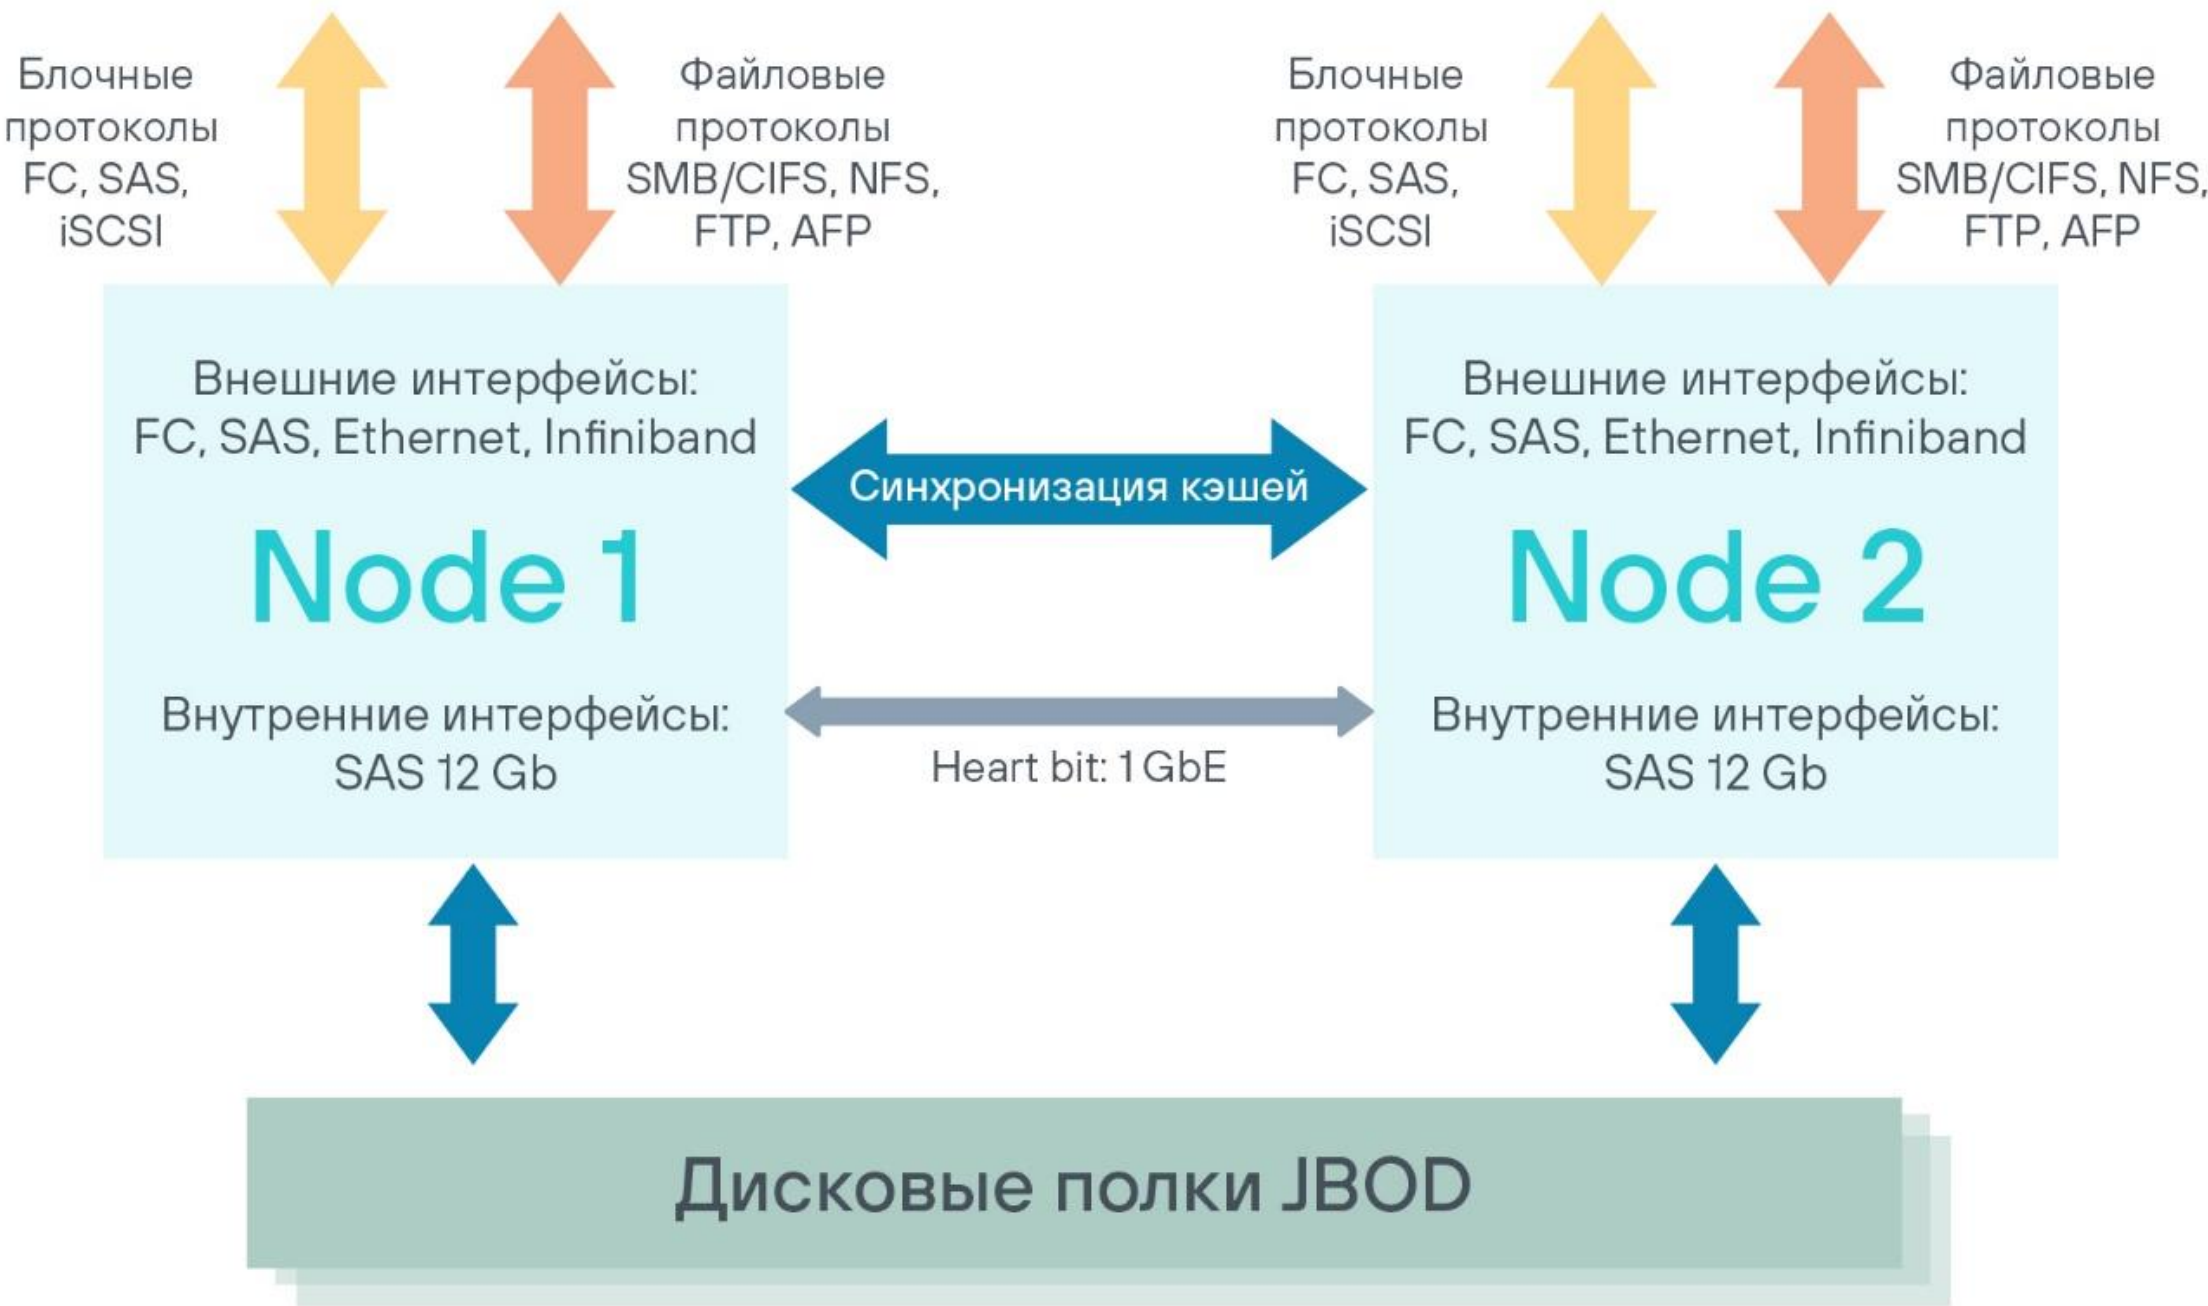 Блочные
протоколы
FC, SAS,
iSCSI
Файловые
протоколы
SMB/CIFS, NFS,
FTP, AFP
Блочные
протоколы
FC, SAS,
iSCSI
Файловые
протоколы
SMB/CIFS, NFS,
FTP, AFP
Внешние интерфейсы:
FC, SAS, Ethernet, Infiniband
Node 1
Внутренние интерфейсы:
SAS 12 Gb
Синхронизация кэшей
Heart bit: 1 GbE
Внешние интерфейсы:
FC, SAS, Ethernet, Infiniband
Node 2
Внутренние интерфейсы:
SAS 12 Gb
Дисковые полки JBOD